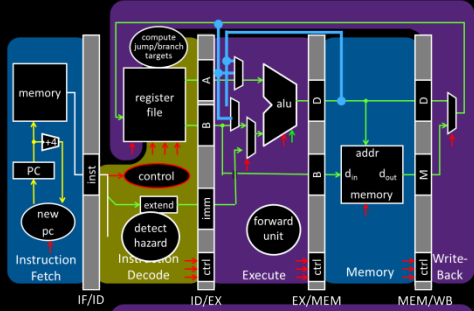 compute
jump/branch
targets
memory
register
file
+4
PC
new
pc
inst
control
extend
detect
hazard
A
B
imm
ctrl
alu
forward
unit
D
B
ctrl
addr
d in
d out
memory
D
M
ctrl
Instruction
Fetch
Instruction
Decode
Execute
Memory
Write-
Back
IF/ID
ID/EX
EX/MEM
MEM/WB